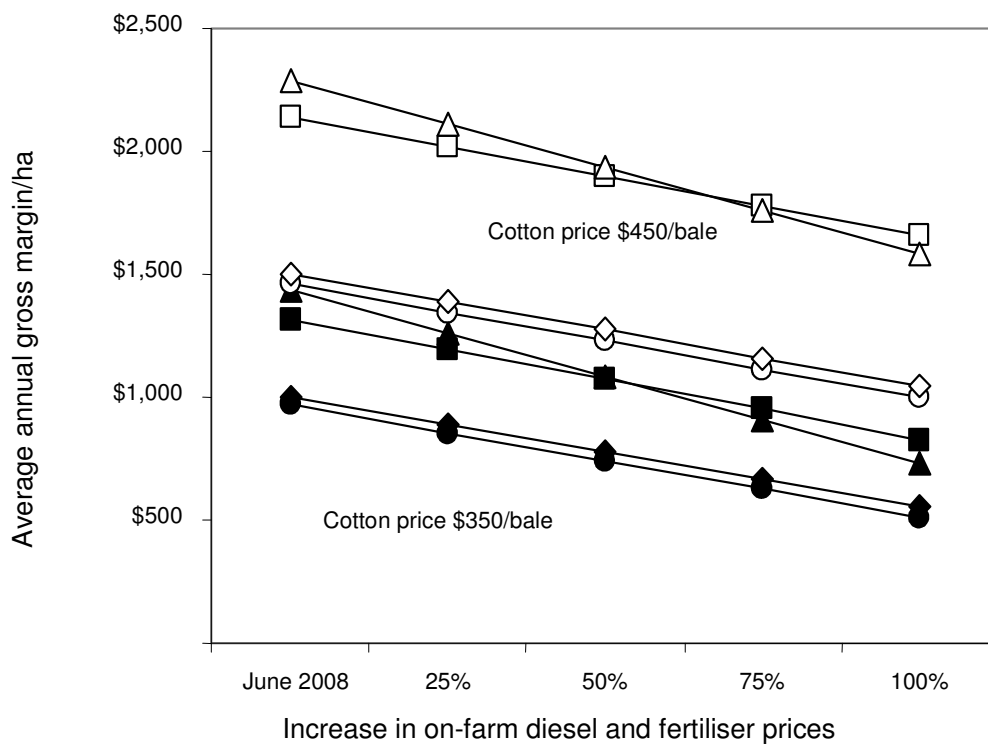 $2,500
$2,000
$1,500
$1,000
$500
Average annual gross margin/ha
Cotton price $450/bale
Cotton price $350/bale
June 2008
25%
50%
75%
100%
Increase in on-farm diesel and fertiliser prices